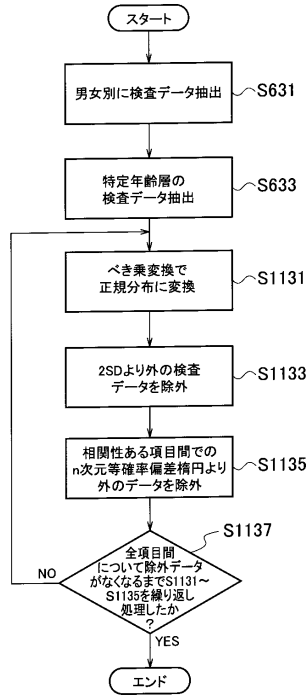 スタート
男女別に検査データ抽出
S631
特定年齢層の
検査データ抽出
S633
べき乗変換で
正規分布に変換
S1131
2SDより外の検査
データを除外
S1133
相関性ある項目間での
n次元等確率偏差楕円より
外のデータを除外
S1135
S1137
全項目間
について除外データ
がなくなるまでS1131〜
S1135を繰り返し
処理したか
?
NO
YES
エンド